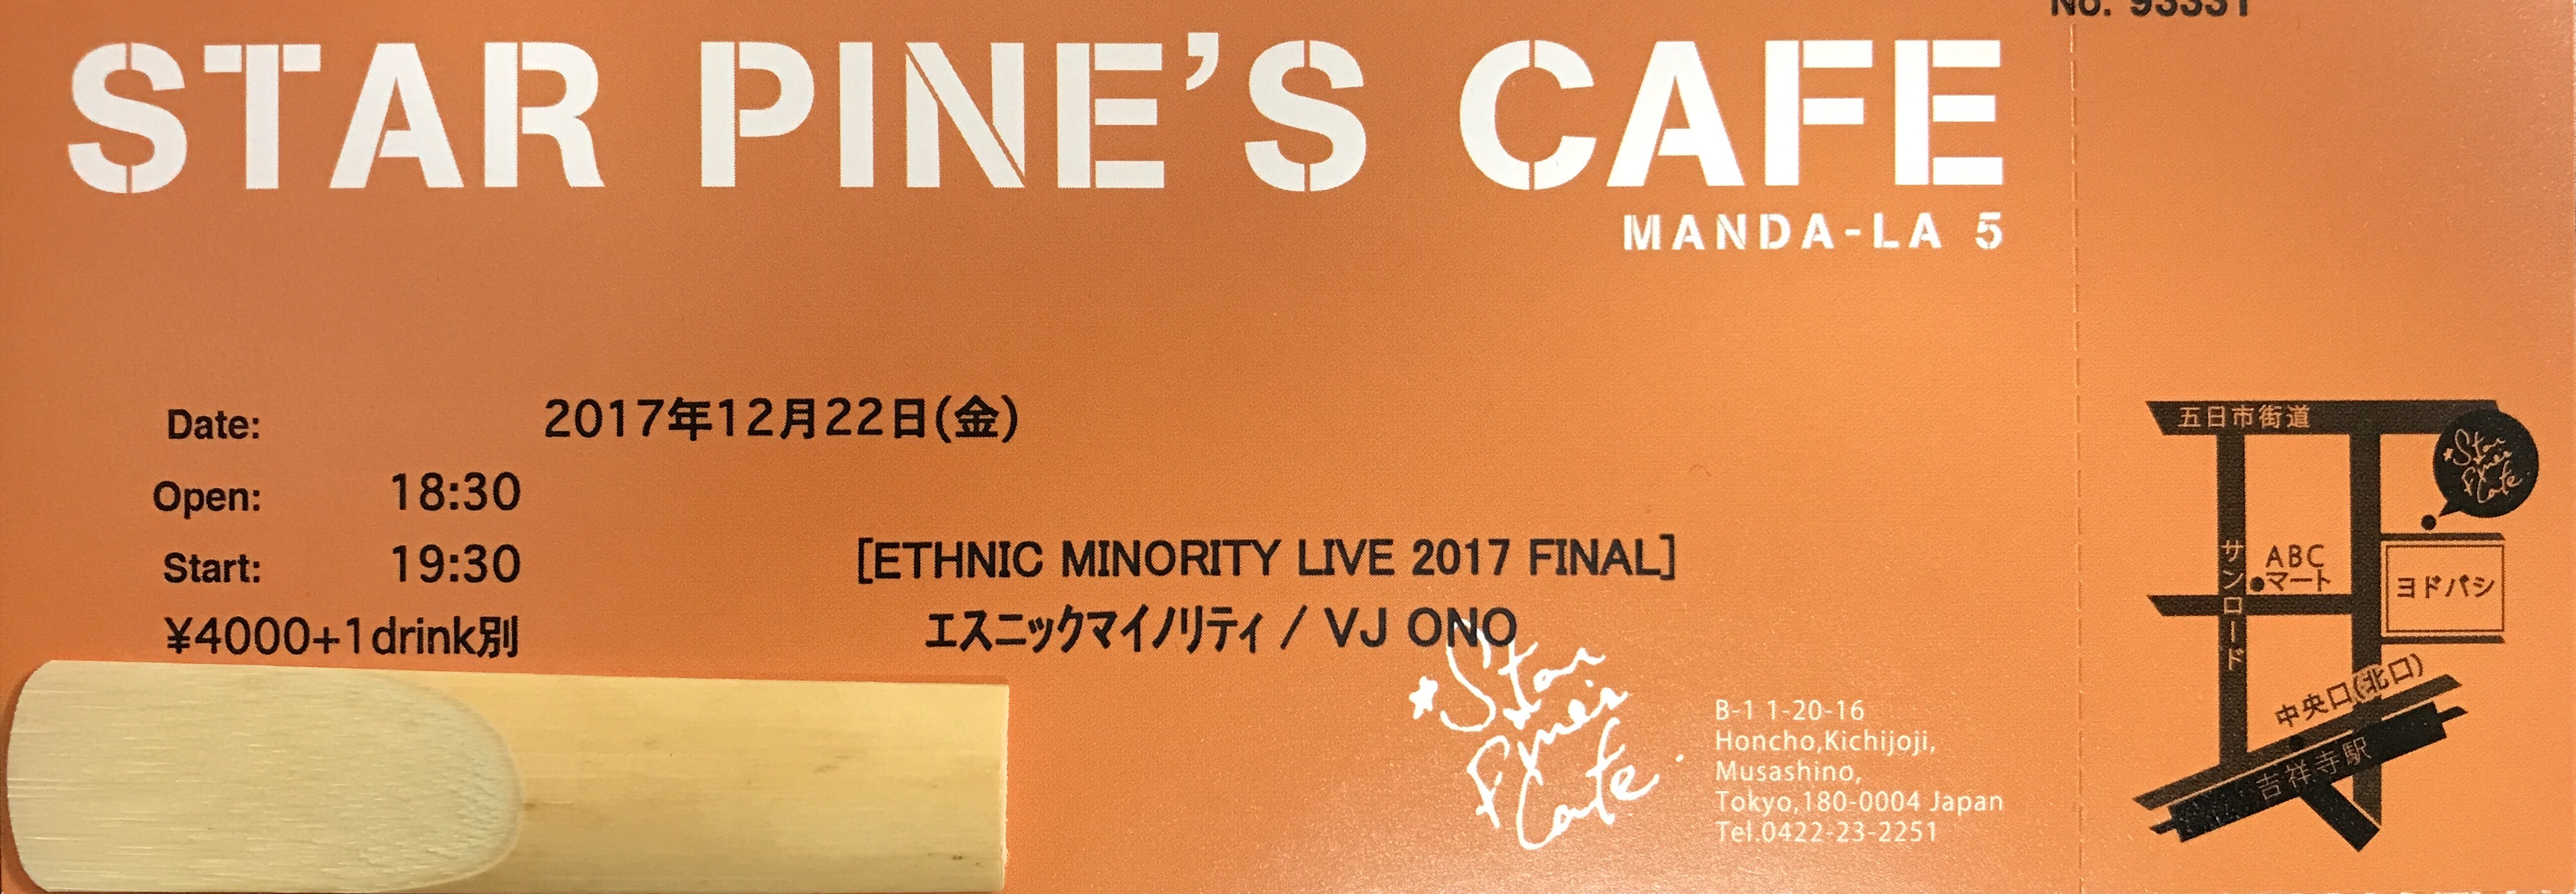 No. 93331
STAR PINE'S CAFE
MANDA-LA 5
Date: 2017年12月22日(金)
Open: 18:30
Start: 19:30
[ETHNIC MINORITY LIVE 2017 FINAL]
¥4000+1drink別
エスニックマイノリティ / VJ ONO
Star
Pine's
Cafe
B-1 1-20-16
Honcho,Kichijoji,
Musashino,
Tokyo,180-0004 Japan
Tel.0422-23-2251
五日市街道
Star
Pine's
Cafe
サンロード
ABC
マート
ヨドバシ
中央口(北口)
吉祥寺駅